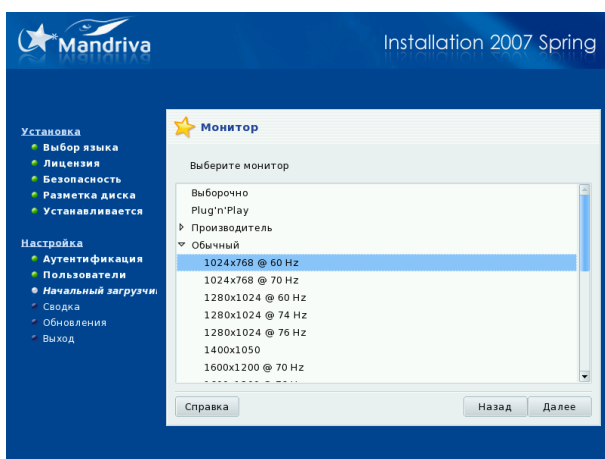 Mandriva
Installation 2007 Spring
Установка
Выбор языка
Лицензия
Безопасность
Разметка диска
Устанавливается
Настройка
Аутентификация
Пользователи
Начальный загрузчи
Сводка
Обновления
Выход
Монитор
Выберите монитор
Выборочно
Plug'n'Play
Производитель
Обычный
1024x768 @ 60 Hz
1024x768 @ 70 Hz
1280x1024 @ 60 Hz
1280x1024 @ 74 Hz
1280x1024 @ 76 Hz
1400x1050
1600x1200 @ 70 Hz
Справка
Назад
Далее